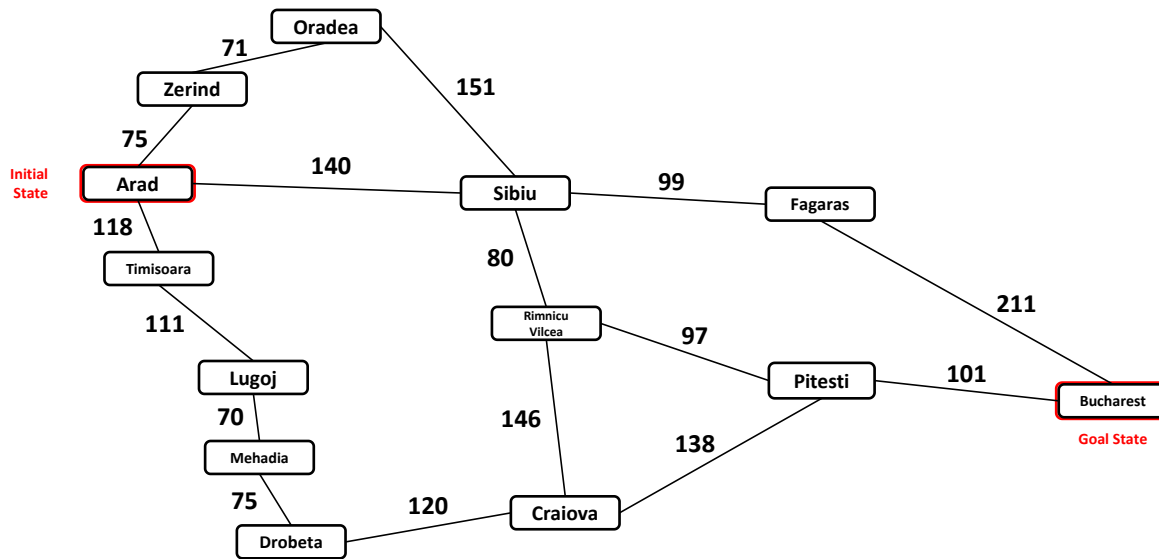 Oradea
71
Zerind
151
75
Initial
State
Arad
140
Sibiu
99
Fagaras
118
80
Timisoara
211
111
Rimnicu
Vilcea
97
Lugoj
Pitesti
101
Bucharest
70
146
138
Goal State
Mehadia
75
120
Craiova
Drobeta